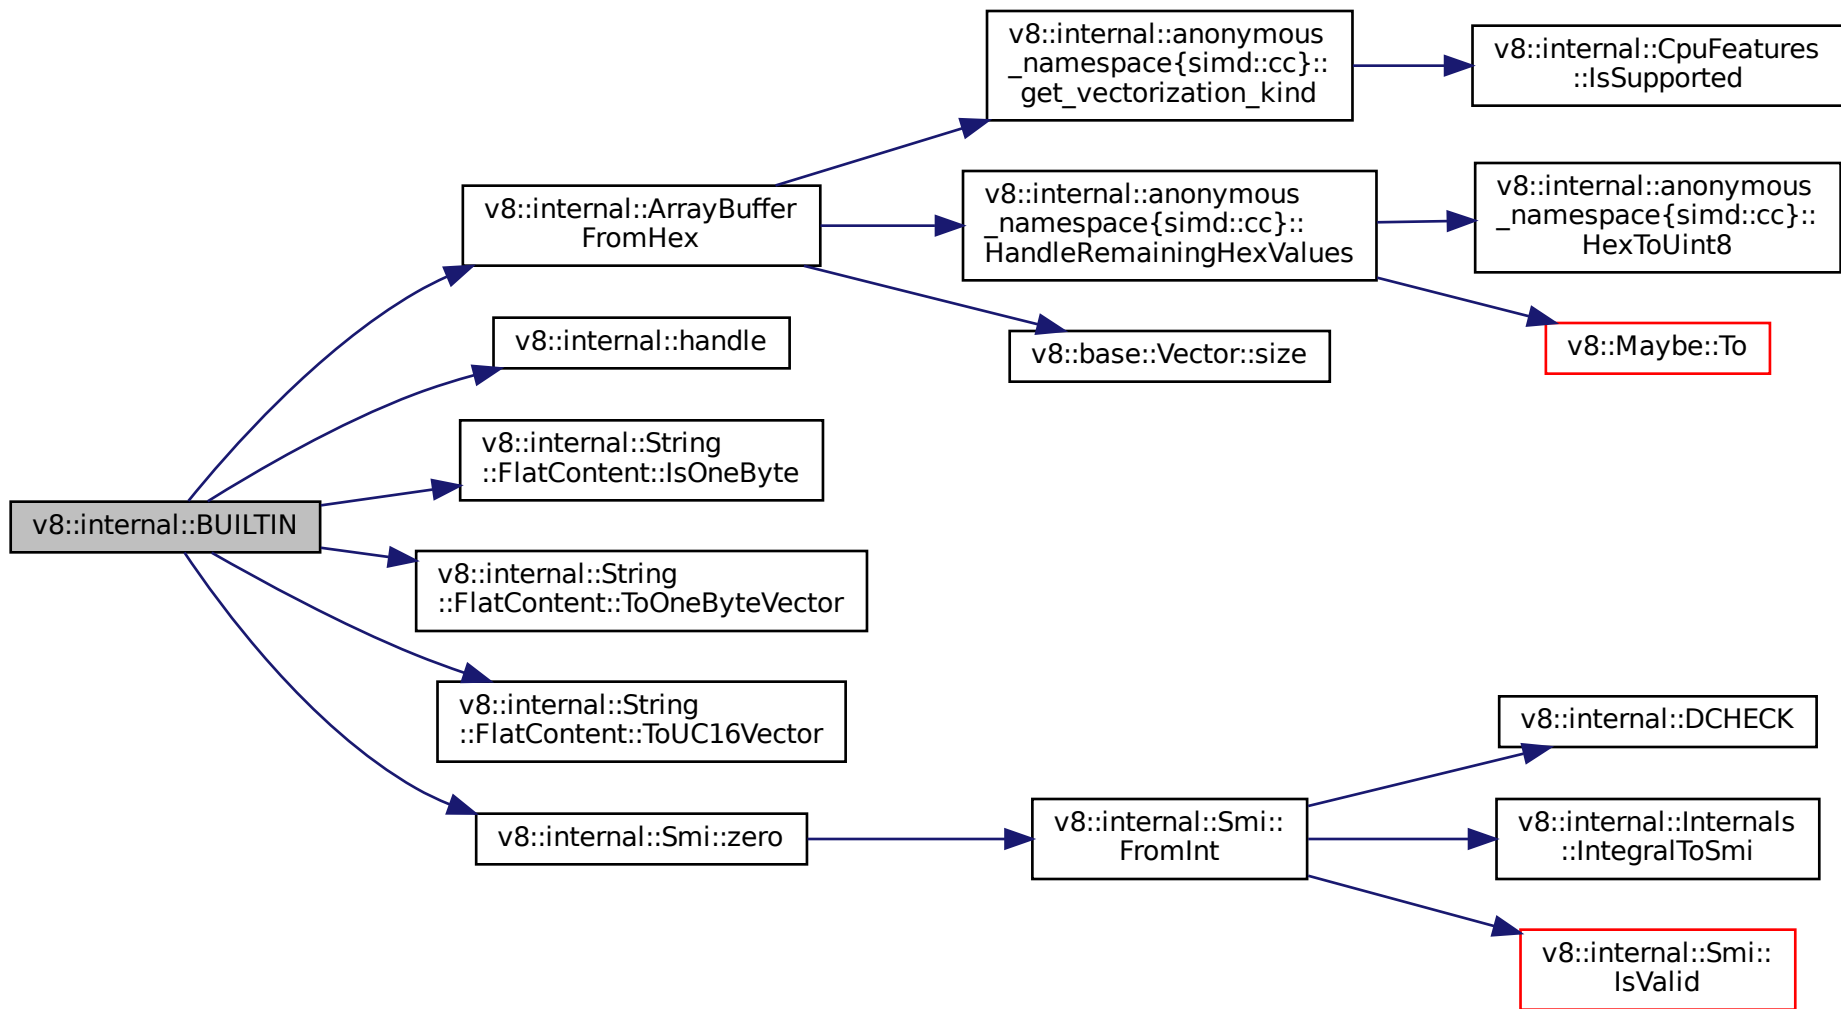 v8::internal::anonymous
_namespace{simd::cc}::
get_vectorization_kind
v8::internal::CpuFeatures
::IsSupported
v8::internal::ArrayBuffer
FromHex
v8::internal::anonymous
_namespace{simd::cc}::
HandleRemainingHexValues
v8::internal::anonymous
_namespace{simd::cc}::
HexToUint8
v8::internal::handle
v8::base::Vector::size
v8::Maybe::To
v8::internal::String
::FlatContent::IsOneByte
v8::internal::BUILTIN
v8::internal::String
::FlatContent::ToOneByteVector
v8::internal::String
::FlatContent::ToUC16Vector
v8::internal::DCHECK
v8::internal::Smi::zero
v8::internal::Smi::
FromInt
v8::internal::Internals
::IntegralToSmi
v8::internal::Smi::
IsValid